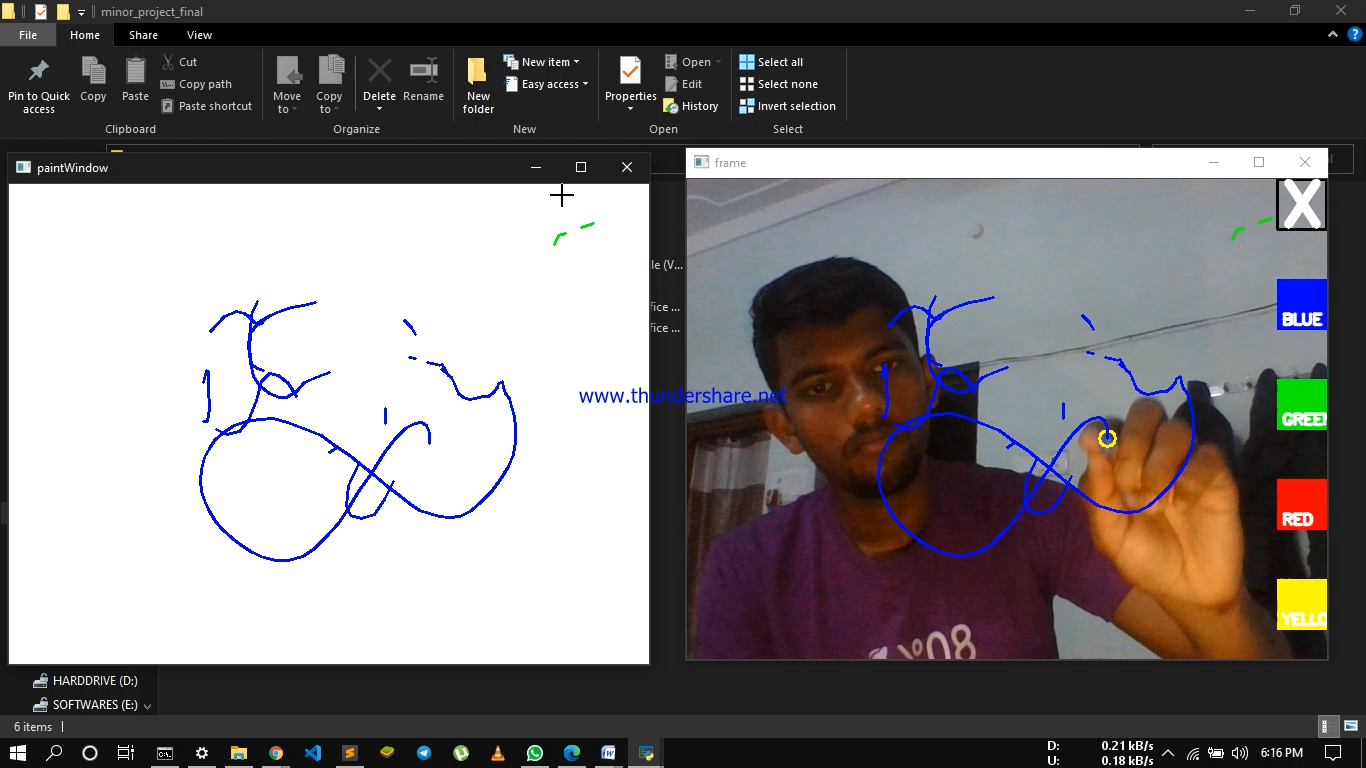 minor_project_final
File Home Share View
Pin to Quick access
Copy
Paste
Cut
Copy path
Paste shortcut
Clipboard
Move to
Copy to
Delete
Rename
Organize
New folder
New item
Easy access
New
Properties
Open
Edit
History
Open
Select all
Select none
Invert selection
Select
paintWindow
frame
le (V...
fice ...
fice ...
X
BLUE
GREEN
RED
YELLO
www.thundershare.net
HARDDRIVE (D:)
SOFTWARES (E:)
6 items
D: 0.21 kB/s
U: 0.18 kB/s
6:16 PM